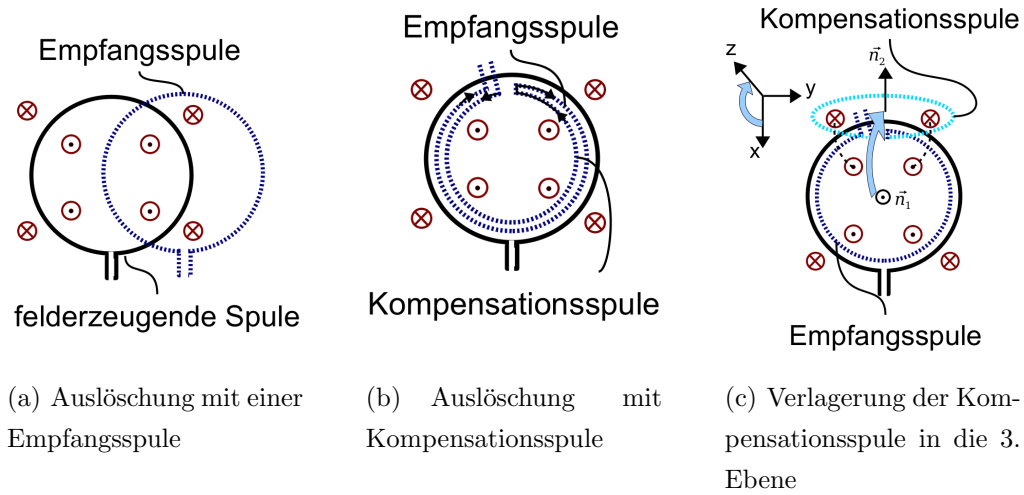 Empfangsspule
felderzeugende Spule
(a) Auslöschung mit einer
Empfangsspule
Empfangsspule
Kompensationsspule
(b) Auslöschung mit
Kompensationsspule
Kompensationsspule
z
n⃗₂
y
x
n⃗₁
Empfangsspule
(c) Verlagerung der Kom-
pensationsspule in die 3.
Ebene